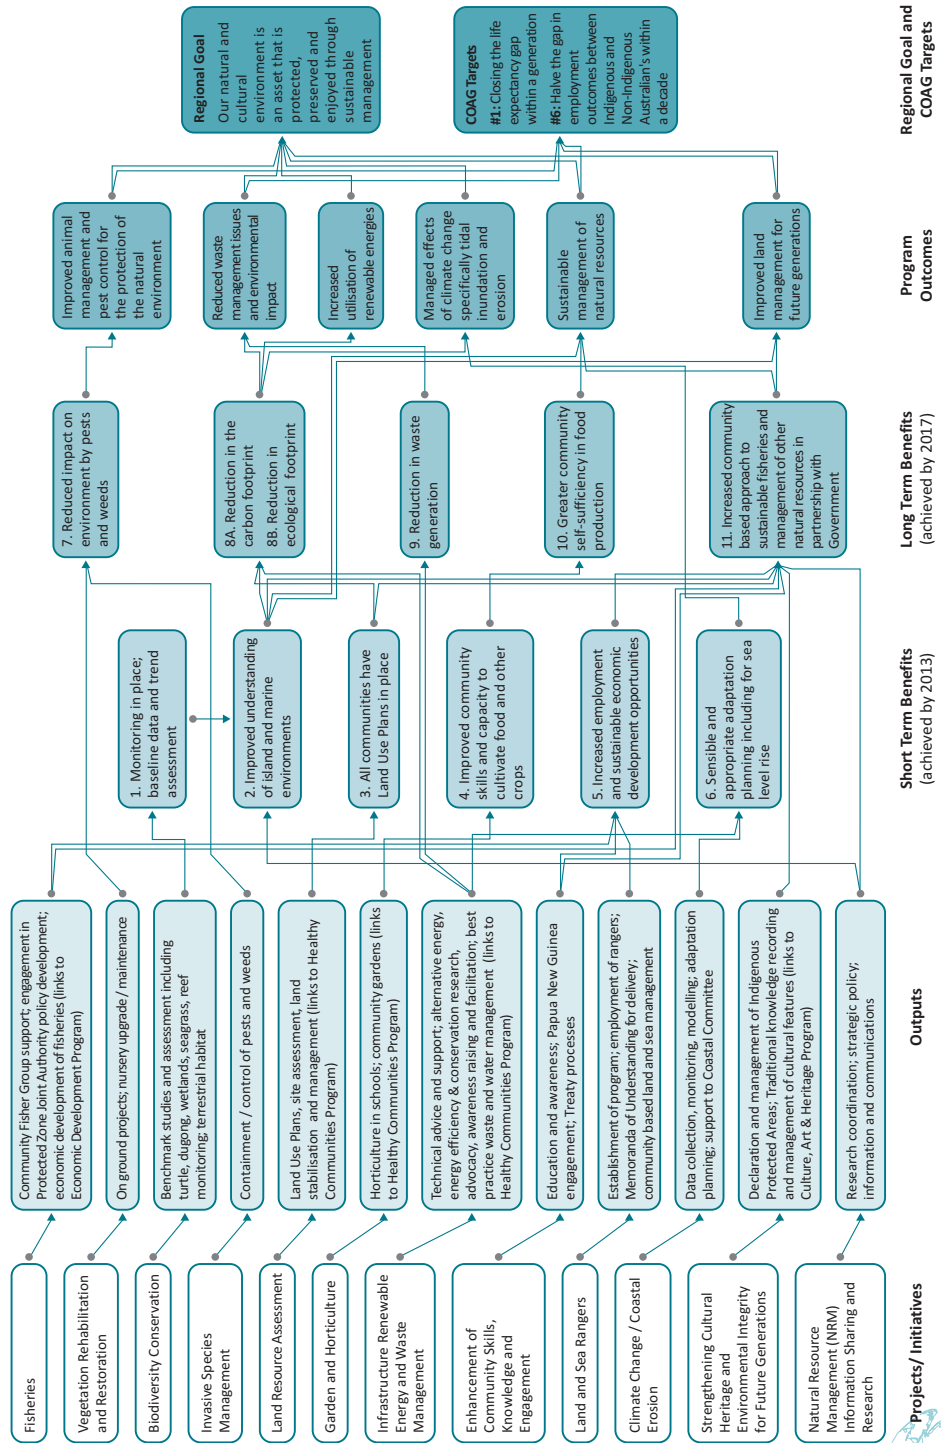 Fisheries
Vegetation Rehabilitation
and Restoration
Biodiversity Conservation
Invasive Species
Management
Land Resource Assessment
Garden and Horticulture
Infrastructure Renewable
Energy and Waste
Management
Enhancement of
Community Skills,
Knowledge and
Engagement
Land and Sea Rangers
Climate Change / Coastal
Erosion
Strengthening Cultural
Heritage and
Environmental Integrity
for Future Generations
Natural Resource
Management (NRM)
Information Sharing and
Research
Projects/ Initiatives
Community Fisher Group support; engagement in
Protected Zone Joint Authority policy development;
economic development of fisheries (links to
Economic Development Program)
On ground projects; nursery upgrade / maintenance
Benchmark studies and assessment including
turtle, dugong, wetlands, seagrass, reef
monitoring; terrestrial habitat
Containment / control of pests and weeds
Land Use Plans, site assessment, land
stabilisation and management (links to Healthy
Communities Program)
Horticulture in schools; community gardens (links
to Healthy Communities Program)
Technical advice and support; alternative energy,
energy efficiency & conservation research,
advocacy, awareness raising and facilitation; best
practice waste and water management (links to
Healthy Communities Program)
Education and awareness; Papua New Guinea
engagement; Treaty processes
Establishment of program; employment of rangers;
Memoranda of Understanding for delivery;
community based land and sea management
Data collection, monitoring, modelling; adaptation
planning; support to Coastal Committee
Declaration and management of Indigenous
Protected Areas; Traditional knowledge recording
and management of cultural features (links to
Culture, Art & Heritage Program)
Research coordination; strategic policy;
information and communications
Outputs
1. Monitoring in place;
baseline data and trend
assessment
2. Improved understanding
of island and marine
environments
3. All communities have
Land Use Plans in place
4. Improved community
skills and capacity to
cultivate food and other
crops
5. Increased employment
and sustainable economic
development opportunities
6. Sensible and
appropriate adaptation
planning including for sea
level rise
Short Term Benefits
(achieved by 2013)
7. Reduced impact on
environment by pests
and weeds
8A. Reduction in the
carbon footprint
8B. Reduction in
ecological footprint
9. Reduction in waste
generation
10. Greater community
self-sufficiency in food
production
11. Increased community
based approach to
sustainable fisheries and
management of other
natural resources in
partnership with
Government
Long Term Benefits
(achieved by 2017)
Improved animal
management and
pest control for
the protection of
the natural
environment
Reduced waste
management issues
and environmental
impact
Increased
utilisation of
renewable energies
Managed effects
of climate change
specifically tidal
inundation and
erosion
Sustainable
management of
natural resources
Improved land
management for
future generations
Program
Outcomes
Regional Goal
Our natural and
cultural
environment is
an asset that is
protected,
preserved and
enjoyed through
sustainable
management
COAG Targets
#1: Closing the life
expectancy gap
within a generation
#6: Halve the gap in
employment
outcomes between
Indigenous and
Non-Indigenous
Australian's within
a decade
Regional Goal and
COAG Targets